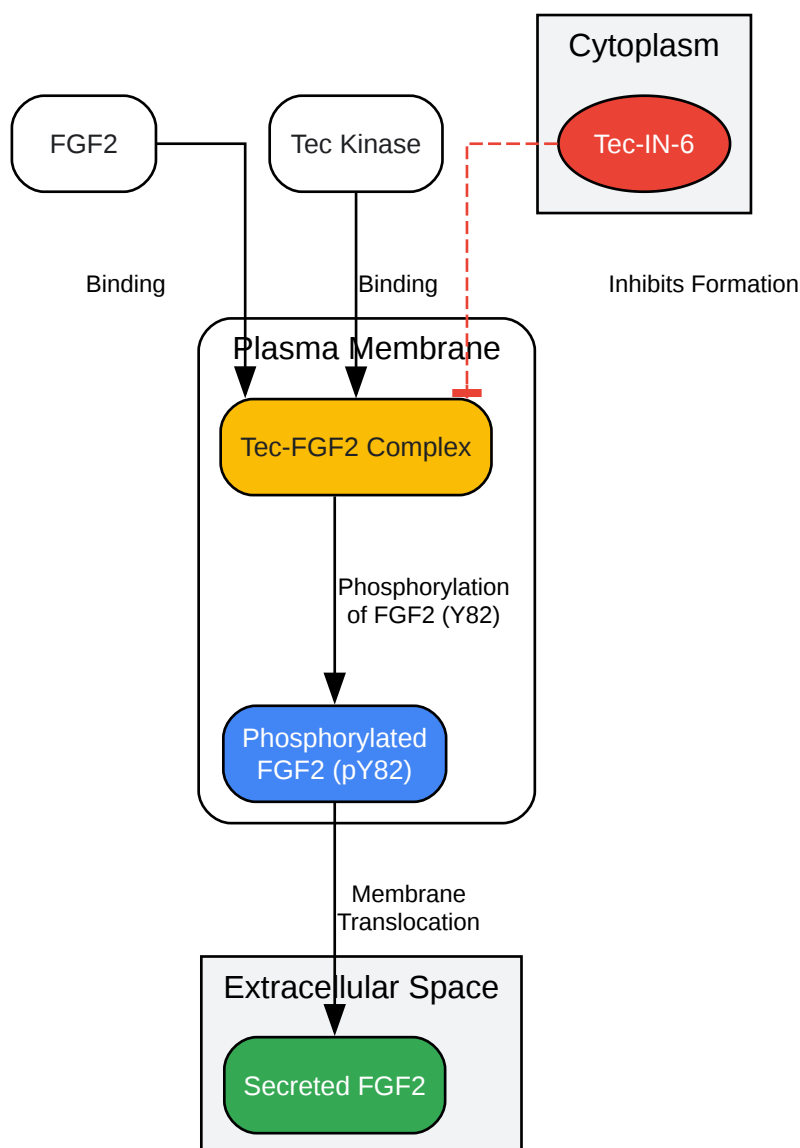 Cytoplasm
FGF2
Tec Kinase
Tec-IN-6
Binding
Binding
Inhibits Formation
Plasma Membrane
Tec-FGF2 Complex
Phosphorylation
of FGF2 (Y82)
Phosphorylated
FGF2 (pY82)
Membrane
Translocation
Extracellular Space
Secreted FGF2